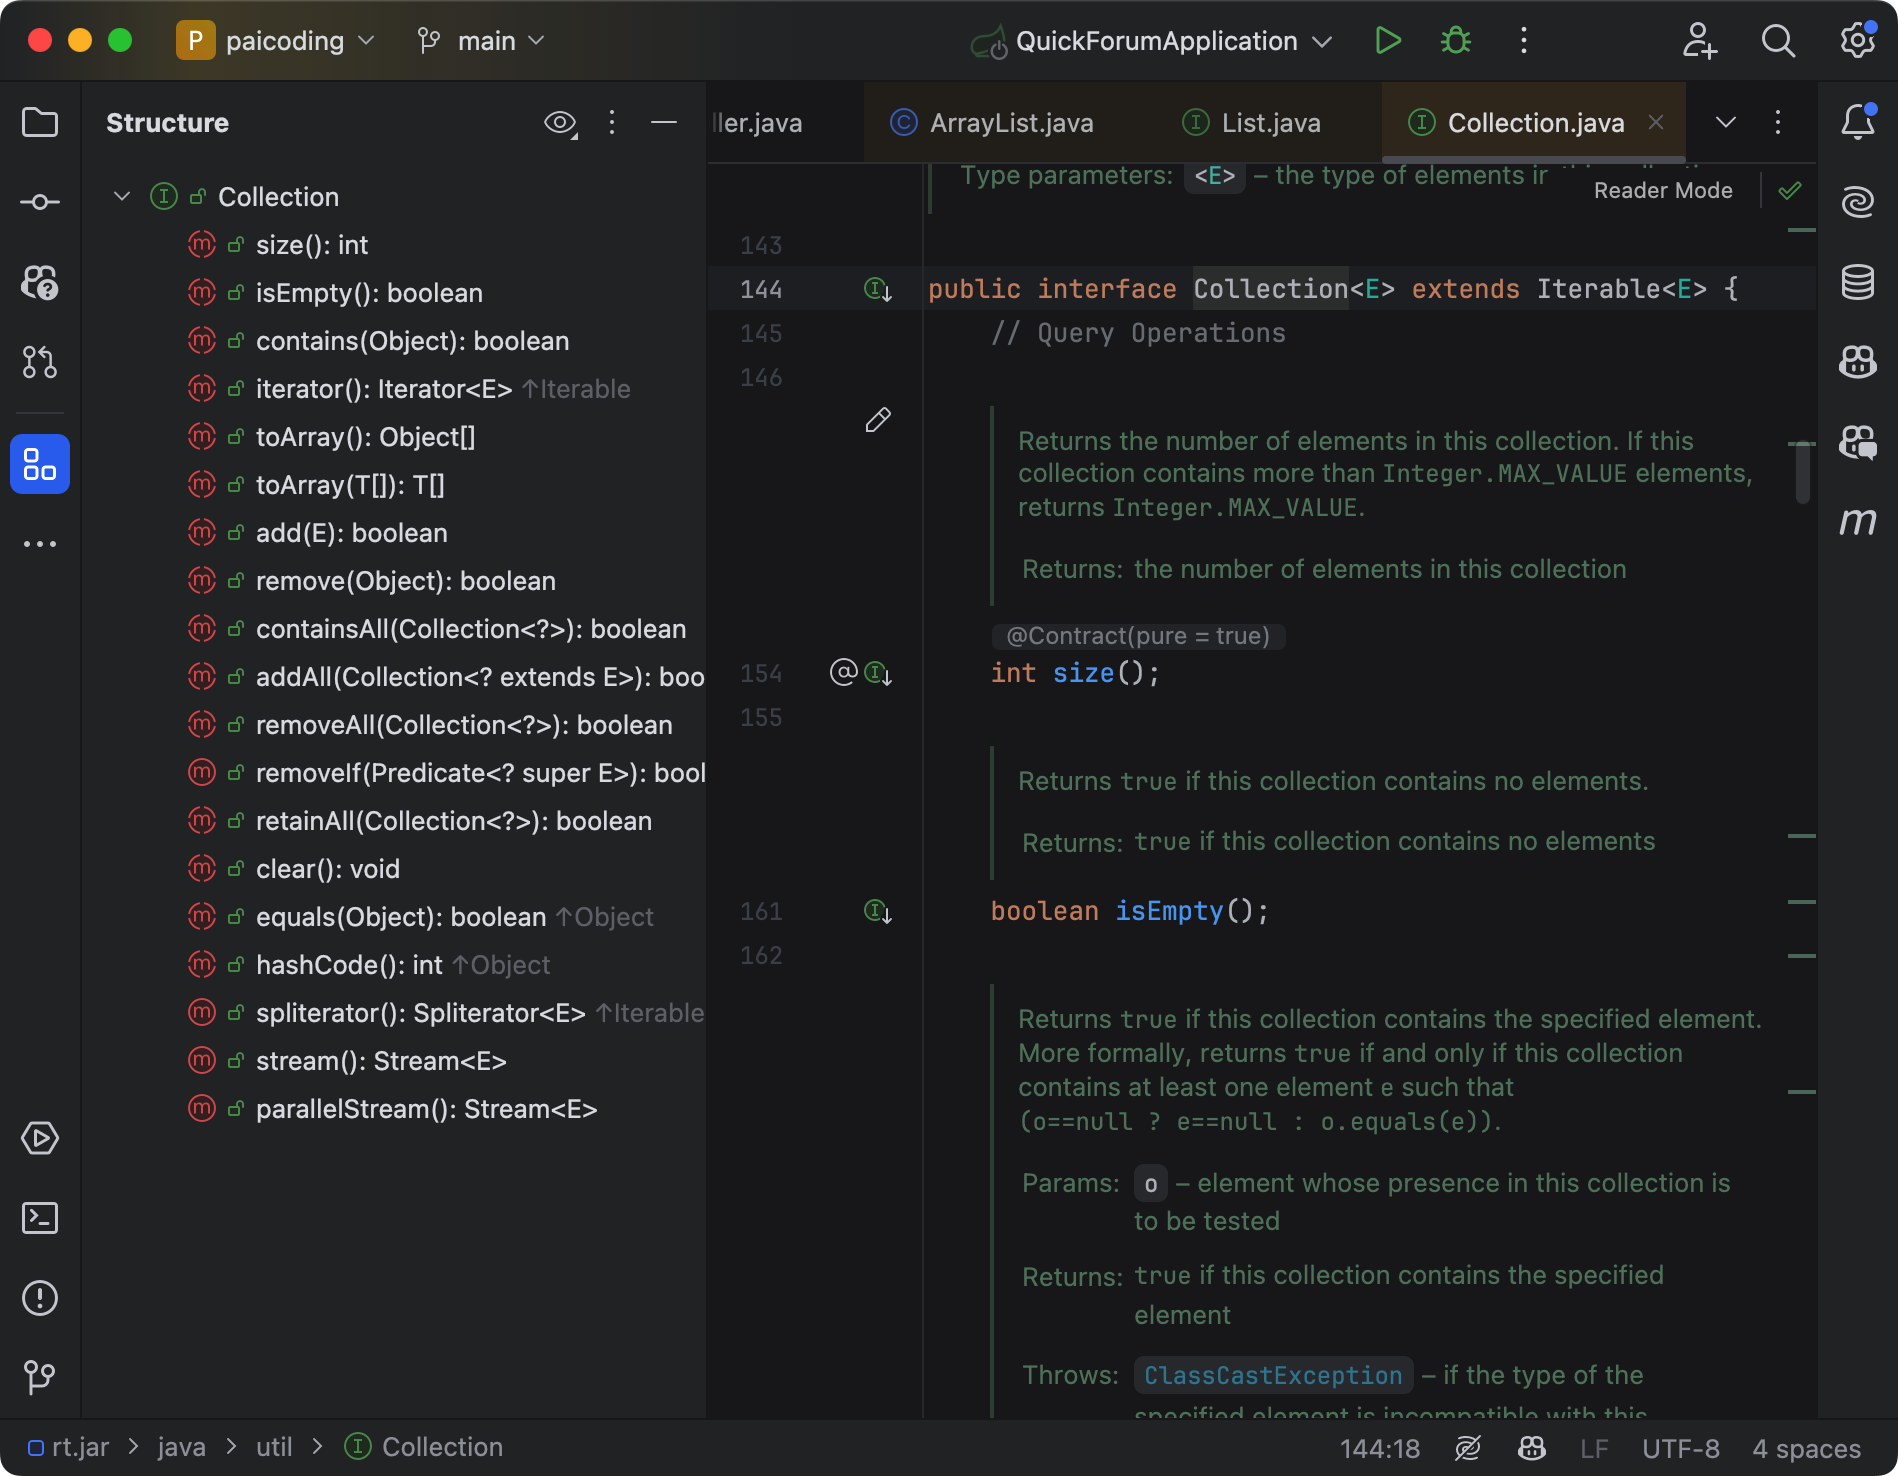 P paicoding main QuickForumApplication
Structure
ller.java ArrayList.java List.java Collection.java
Collection
size(): int
isEmpty(): boolean
contains(Object): boolean
iterator(): Iterator<E> ↑Iterable
toArray(): Object[]
toArray(T[]): T[]
add(E): boolean
remove(Object): boolean
containsAll(Collection<?>): boolean
addAll(Collection<? extends E>): boo
removeAll(Collection<?>): boolean
removeIf(Predicate<? super E>): bool
retainAll(Collection<?>): boolean
clear(): void
equals(Object): boolean ↑Object
hashCode(): int ↑Object
spliterator(): Spliterator<E> ↑Iterable
stream(): Stream<E>
parallelStream(): Stream<E>
Type parameters: <E> – the type of elements in
Reader Mode
143
144 public interface Collection<E> extends Iterable<E> {
145 // Query Operations
146
Returns the number of elements in this collection. If this
collection contains more than Integer.MAX_VALUE elements,
returns Integer.MAX_VALUE.
Returns: the number of elements in this collection
@Contract(pure = true)
154 @ int size();
155
Returns true if this collection contains no elements.
Returns: true if this collection contains no elements
161 boolean isEmpty();
162
Returns true if this collection contains the specified element.
More formally, returns true if and only if this collection
contains at least one element e such that
(o==null ? e==null : o.equals(e)).
Params: o – element whose presence in this collection is
to be tested
Returns: true if this collection contains the specified
element
Throws: ClassCastException – if the type of the
specified element is incompatible with this
rt.jar > java > util > Collection
144:18 LF UTF-8 4 spaces